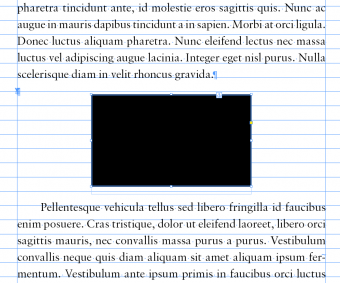 pharetra tincidunt ante, id molestie eros sagittis quis. Nunc ac
augue in mauris dapibus tincidunt a in sapien. Morbi at orci ligula.
Donec luctus aliquam pharetra. Nunc eleifend lectus nec massa
luctus vel adipiscing augue lacinia. Integer eget nisl purus. Nulla
scelerisque diam in velit rhoncus gravida.¶
¶
Pellentesque vehicula tellus sed libero fringilla id faucibus
enim posuere. Cras tristique, dolor ut eleifend laoreet, libero orci
sagittis mauris, nec convallis massa purus a purus. Vestibulum
convallis neque quis diam aliquam sit amet aliquam ipsum fer-
mentum. Vestibulum ante ipsum primis in faucibus orci luctus